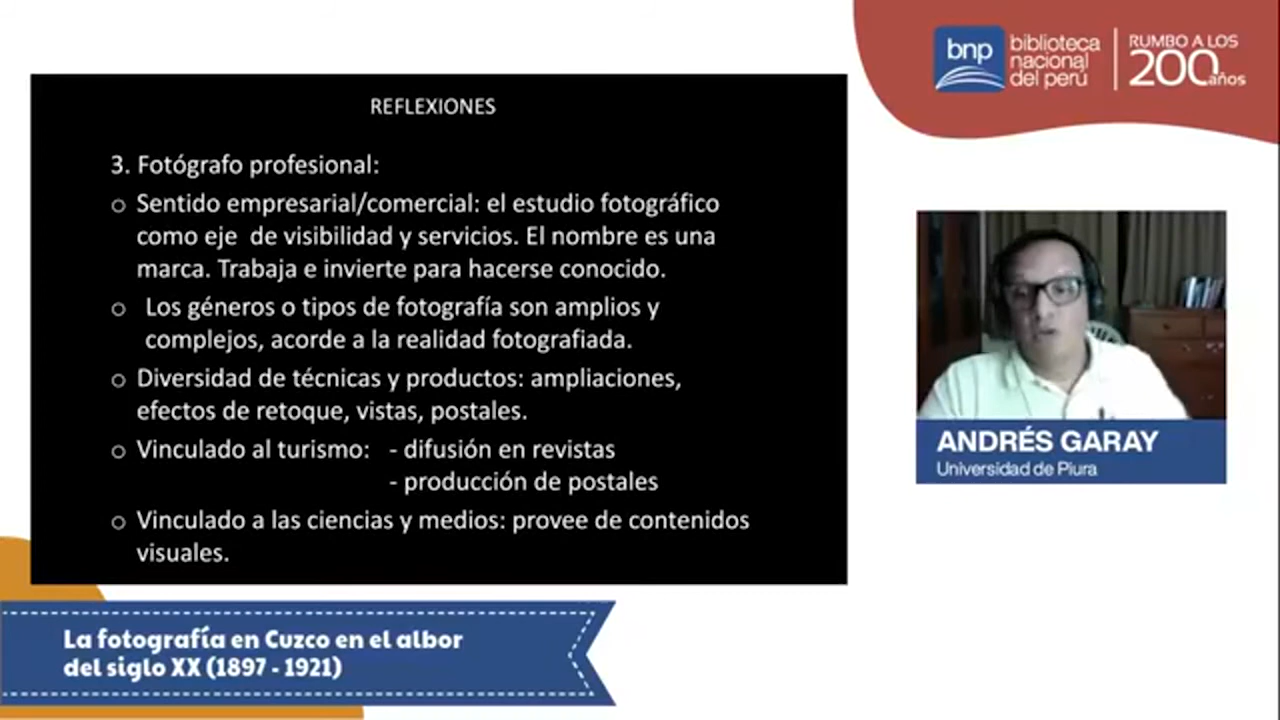 bnp
biblioteca
nacional
del perú
RUMBO A LOS
200 años
REFLEXIONES
3. Fotógrafo profesional:
o Sentido empresarial/comercial: el estudio fotográfico
como eje de visibilidad y servicios. El nombre es una
marca. Trabaja e invierte para hacerse conocido.
o Los géneros o tipos de fotografía son amplios y
complejos, acorde a la realidad fotografiada.
o Diversidad de técnicas y productos: ampliaciones,
efectos de retoque, vistas, postales.
o Vinculado al turismo: - difusión en revistas
- producción de postales
o Vinculado a las ciencias y medios: provee de contenidos
visuales.
ANDRÉS GARAY
Universidad de Piura
La fotografía en Cuzco en el albor
del siglo XX (1897 - 1921)